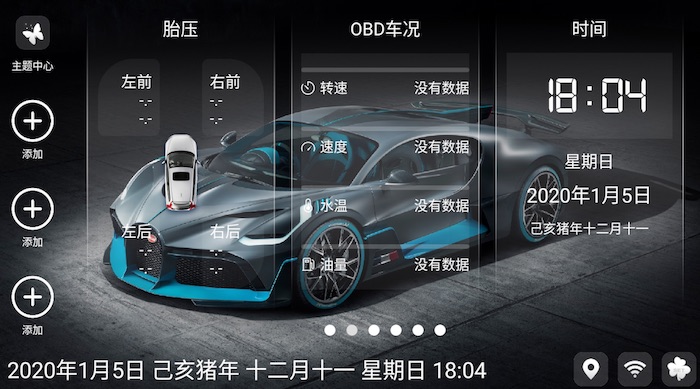 主题中心
添加
添加
添加
胎压
左前
右前
-.-
-.-
-.-
-.-
左后
右后
-.-
-.-
-.-
-.-
OBD车况
转速 没有数据
速度 没有数据
水温 没有数据
油量 没有数据
时间
18:04
星期日
2020年1月5日
己亥猪年十二月十一
2020年1月5日 己亥猪年 十二月十一 星期日 18:04